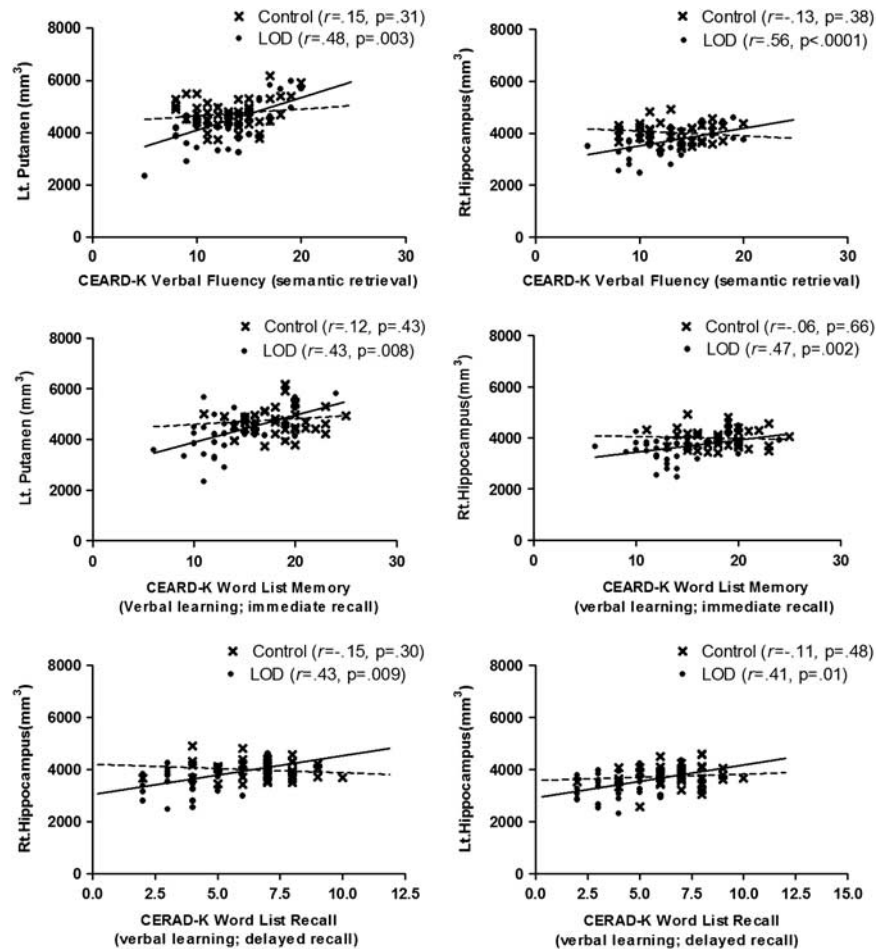 Control (r=.15, p=.31)
LOD (r=.48, p=.003)
Lt. Putamen (mm³)
8000
6000
4000
2000
0
0 10 20 30
CEARD-K Verbal Fluency (semantic retrieval)
Control (r=-.13, p=.38)
LOD (r=.56, p<.0001)
Rt.Hippocampus(mm³)
8000
6000
4000
2000
0
0 10 20 30
CEARD-K Verbal Fluency (semantic retrieval)
Control (r=.12, p=.43)
LOD (r=.43, p=.008)
Lt. Putamen (mm³)
8000
6000
4000
2000
0
0 10 20 30
CEARD-K Word List Memory
(Verbal learning; immediate recall)
Control (r=-.06, p=.66)
LOD (r=.47, p=.002)
Rt.Hippocampus(mm³)
8000
6000
4000
2000
0
0 10 20 30
CEARD-K Word List Memory
(verbal learning; immediate recall)
Control (r=-.15, p=.30)
LOD (r=.43, p=.009)
Rt.Hippocampus(mm³)
8000
6000
4000
2000
0
0.0 2.5 5.0 7.5 10.0 12.5
CERAD-K Word List Recall
(verbal learning; delayed recall)
Control (r=-.11, p=.48)
LOD (r=.41, p=.01)
Lt.Hippocampus(mm³)
8000
6000
4000
2000
0
0.0 2.5 5.0 7.5 10.0 12.5 15.0
CERAD-K Word List Recall
(verbal learning; delayed recall)